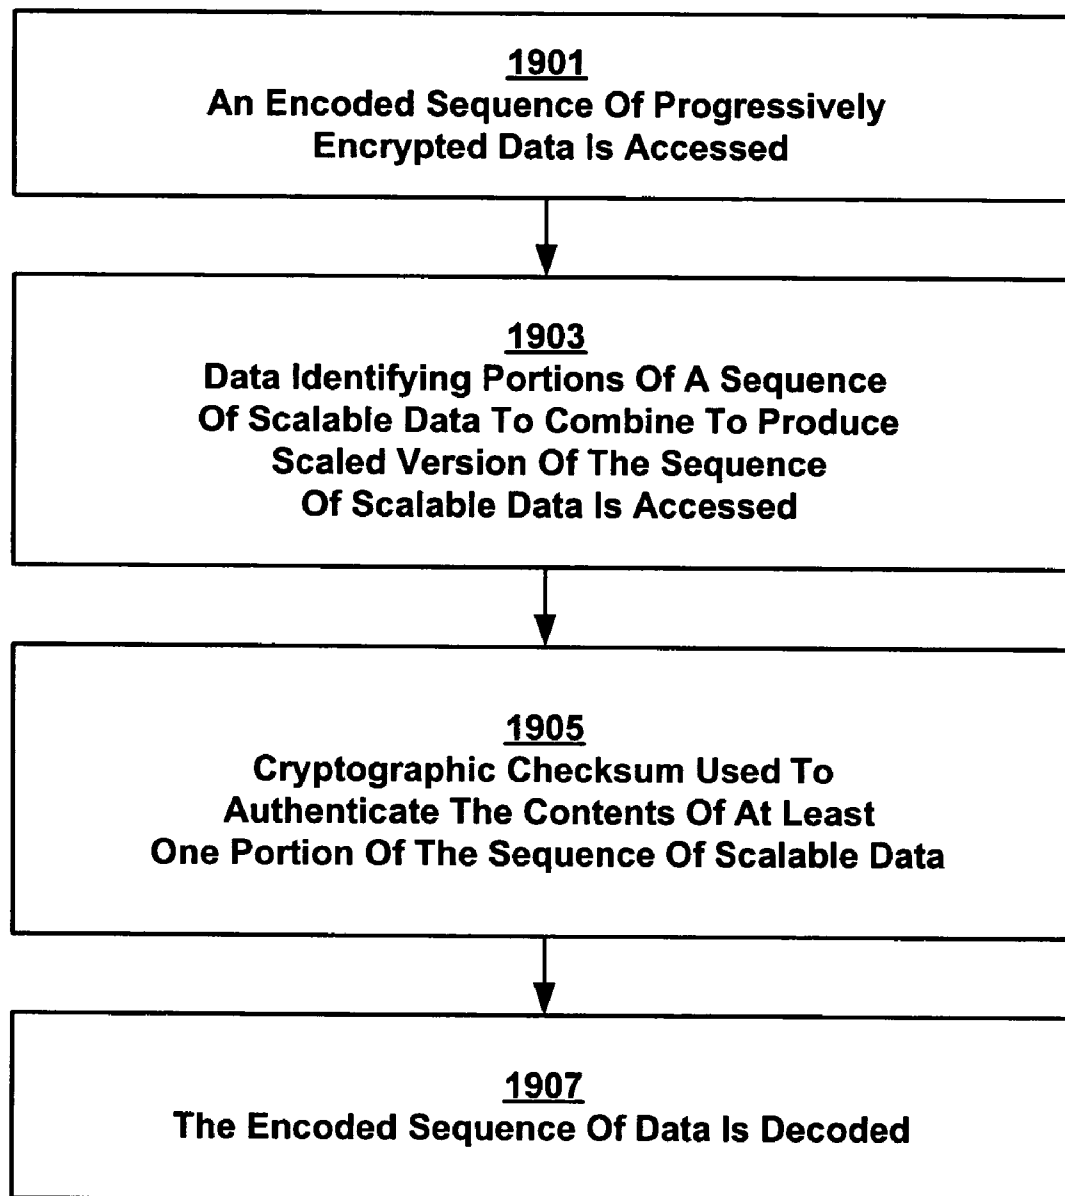 1901
An Encoded Sequence Of Progressively
Encrypted Data Is Accessed
1903
Data Identifying Portions Of A Sequence
Of Scalable Data To Combine To Produce
Scaled Version Of The Sequence
Of Scalable Data Is Accessed
1905
Cryptographic Checksum Used To
Authenticate The Contents Of At Least
One Portion Of The Sequence Of Scalable Data
1907
The Encoded Sequence Of Data Is Decoded